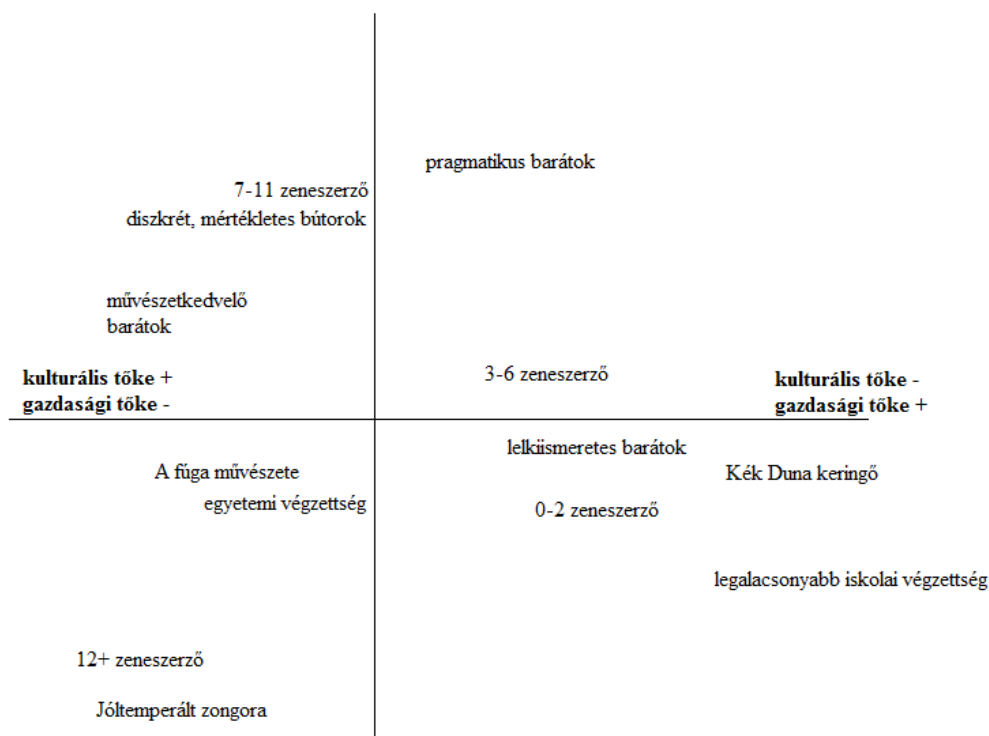 pragmatikus barátok
7-11 zeneszerző
diszkrét, mértékletes bútorok
művészetkedvelő
barátok
3-6 zeneszerző
kulturális tőke +
gazdasági tőke -
kulturális tőke -
gazdasági tőke +
lelkiismeretes barátok
A fúga művészete
Kék Duna keringő
egyetemi végzettség
0-2 zeneszerző
legalacsonyabb iskolai végzettség
12+ zeneszerző
Jóltemperált zongora